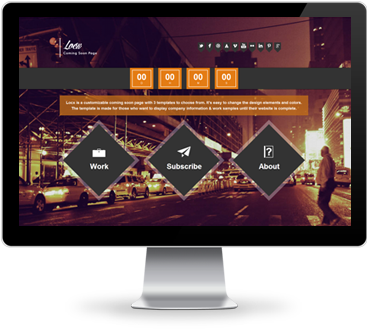 Locw
Coming Soon Page
00 00 00 00
Locw is a customizable coming soon page with 3 templates to choose from. It's easy to change the design elements and colors.
The template is made for those who want to display company information & work samples until their website is complete.
Work Subscribe About